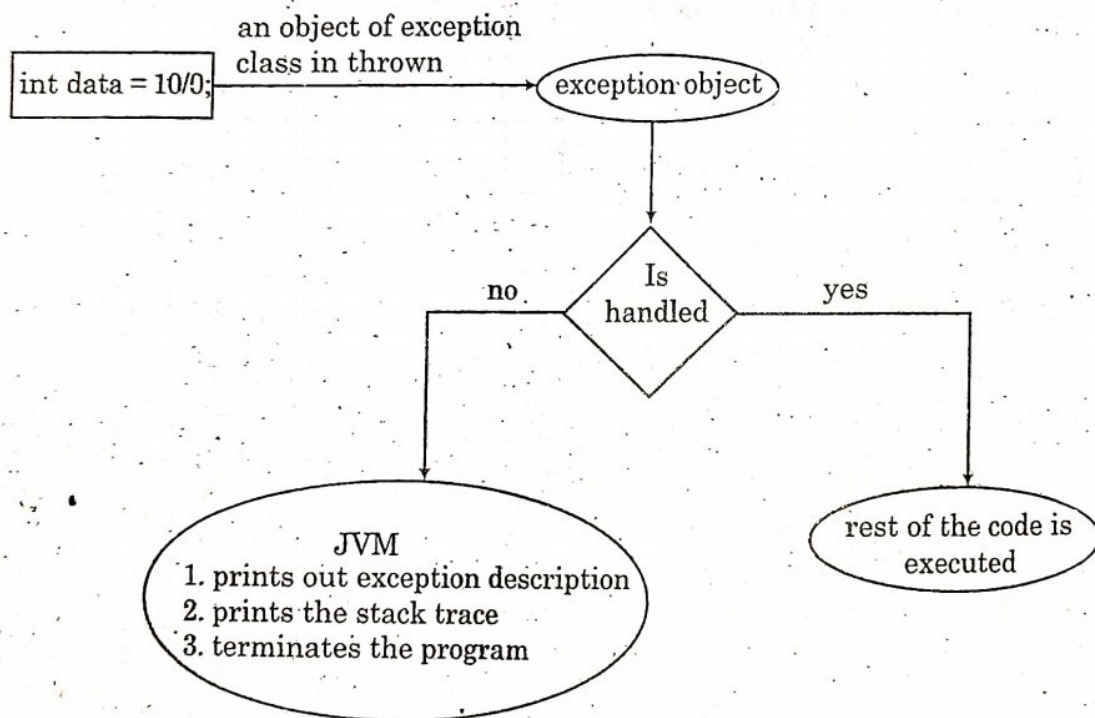 an object of exception
class in thrown
int data = 10/0;
exception object
Is
handled
no
yes
JVM
1. prints out exception description
2. prints the stack trace
3. terminates the program
rest of the code is
executed